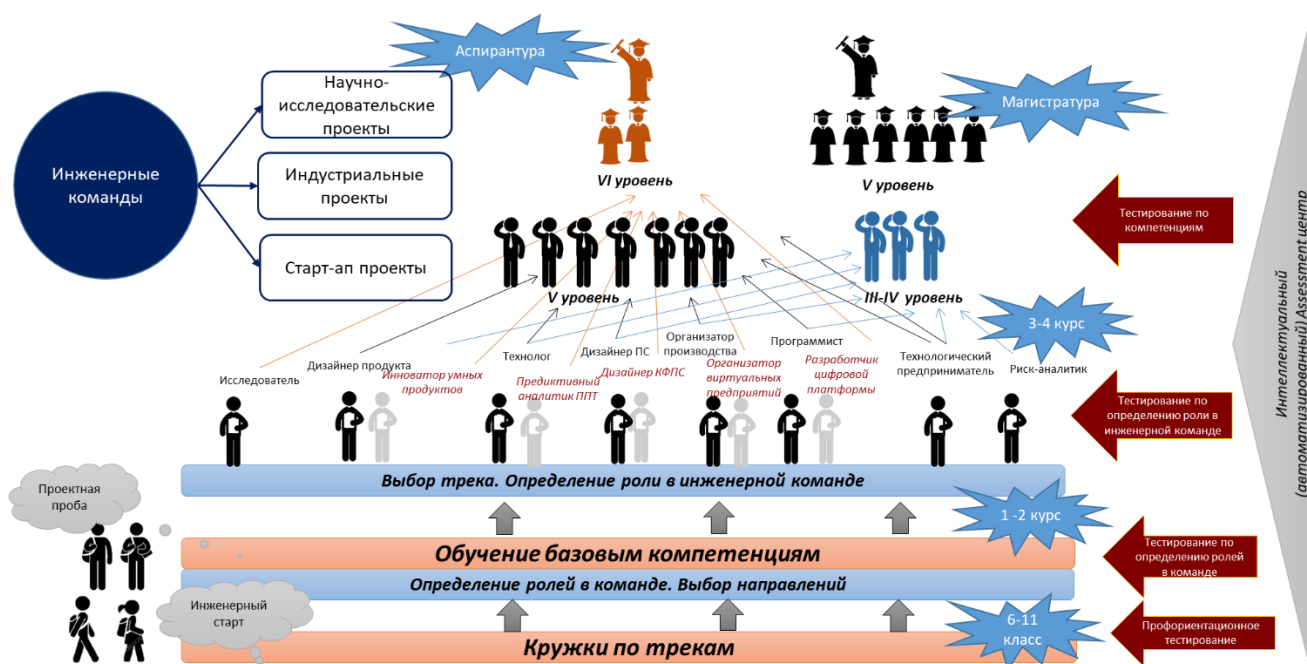 Аспирантура
Научно-
исследовательские
проекты
Магистратура
Инженерные
команды
Индустриальные
проекты
VI уровень
V уровень
Тестирование по
компетенциям
Старт-ап проекты
V уровень
III-IV уровень
3-4 курс
Интеллектуальный
(автоматизированный) Assessment центр
Исследователь
Дизайнер продукта
Инноватор умных
продуктов
Технолог
Предиктивный
аналитик ППТ
Дизайнер ПС
Дизайнер КФПС
Организатор
производства
Организатор
виртуальных
предприятий
Программист
Разработчик
цифровой
платформы
Технологический
предприниматель
Риск-аналитик
Тестирование по
определению роли в
инженерной команде
Проектная
проба
Выбор трека. Определение роли в инженерной команде
1 -2 курс
Обучение базовым компетенциям
Тестирование по
определению ролей
в команде
Определение ролей в команде. Выбор направлений
Инженерный
старт
6-11
класс
Профориентационное
тестирование
Кружки по трекам